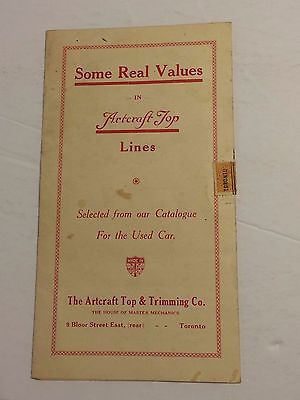 Some Real Values
IN
Artcraft Top
Lines
Selected from our Catalogue
For the Used Car.
The Artcraft Top & Trimming Co.
THE HOUSE OF MASTER MECHANICS
9 Bloor Street East, (rear) - - Toronto